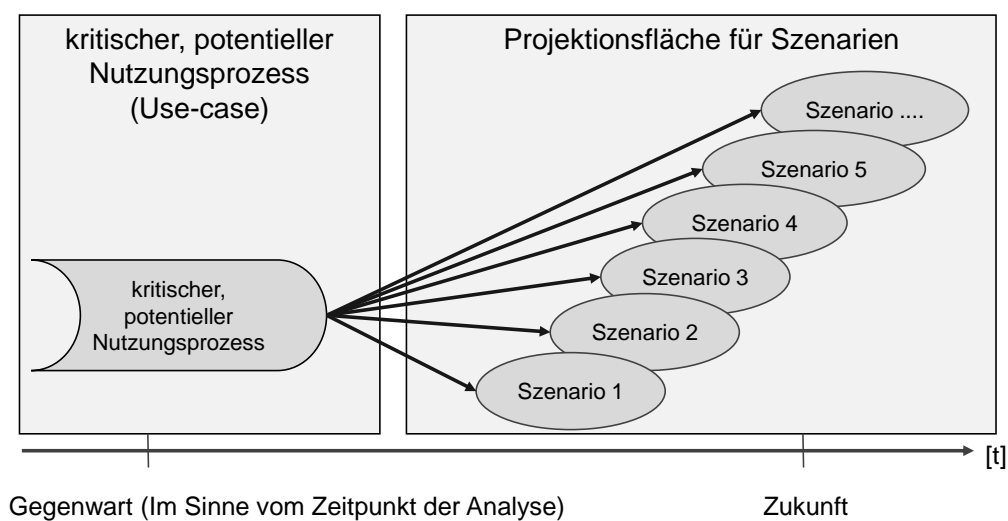 kritischer, potentieller
Nutzungsprozess
(Use-case)
Projektionsfläche für Szenarien
Szenario ....
Szenario 5
Szenario 4
Szenario 3
Szenario 2
Szenario 1
kritischer,
potentieller
Nutzungsprozess
[t]
Gegenwart (Im Sinne vom Zeitpunkt der Analyse)
Zukunft